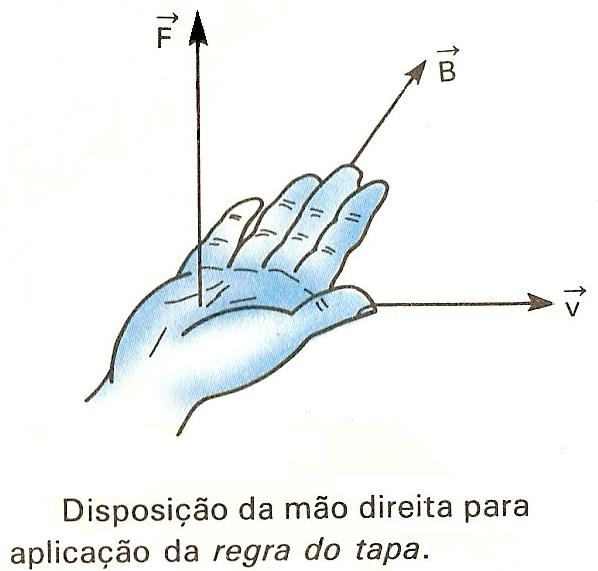 F
B
v
Disposição da mão direita para
aplicação da regra do tapa.